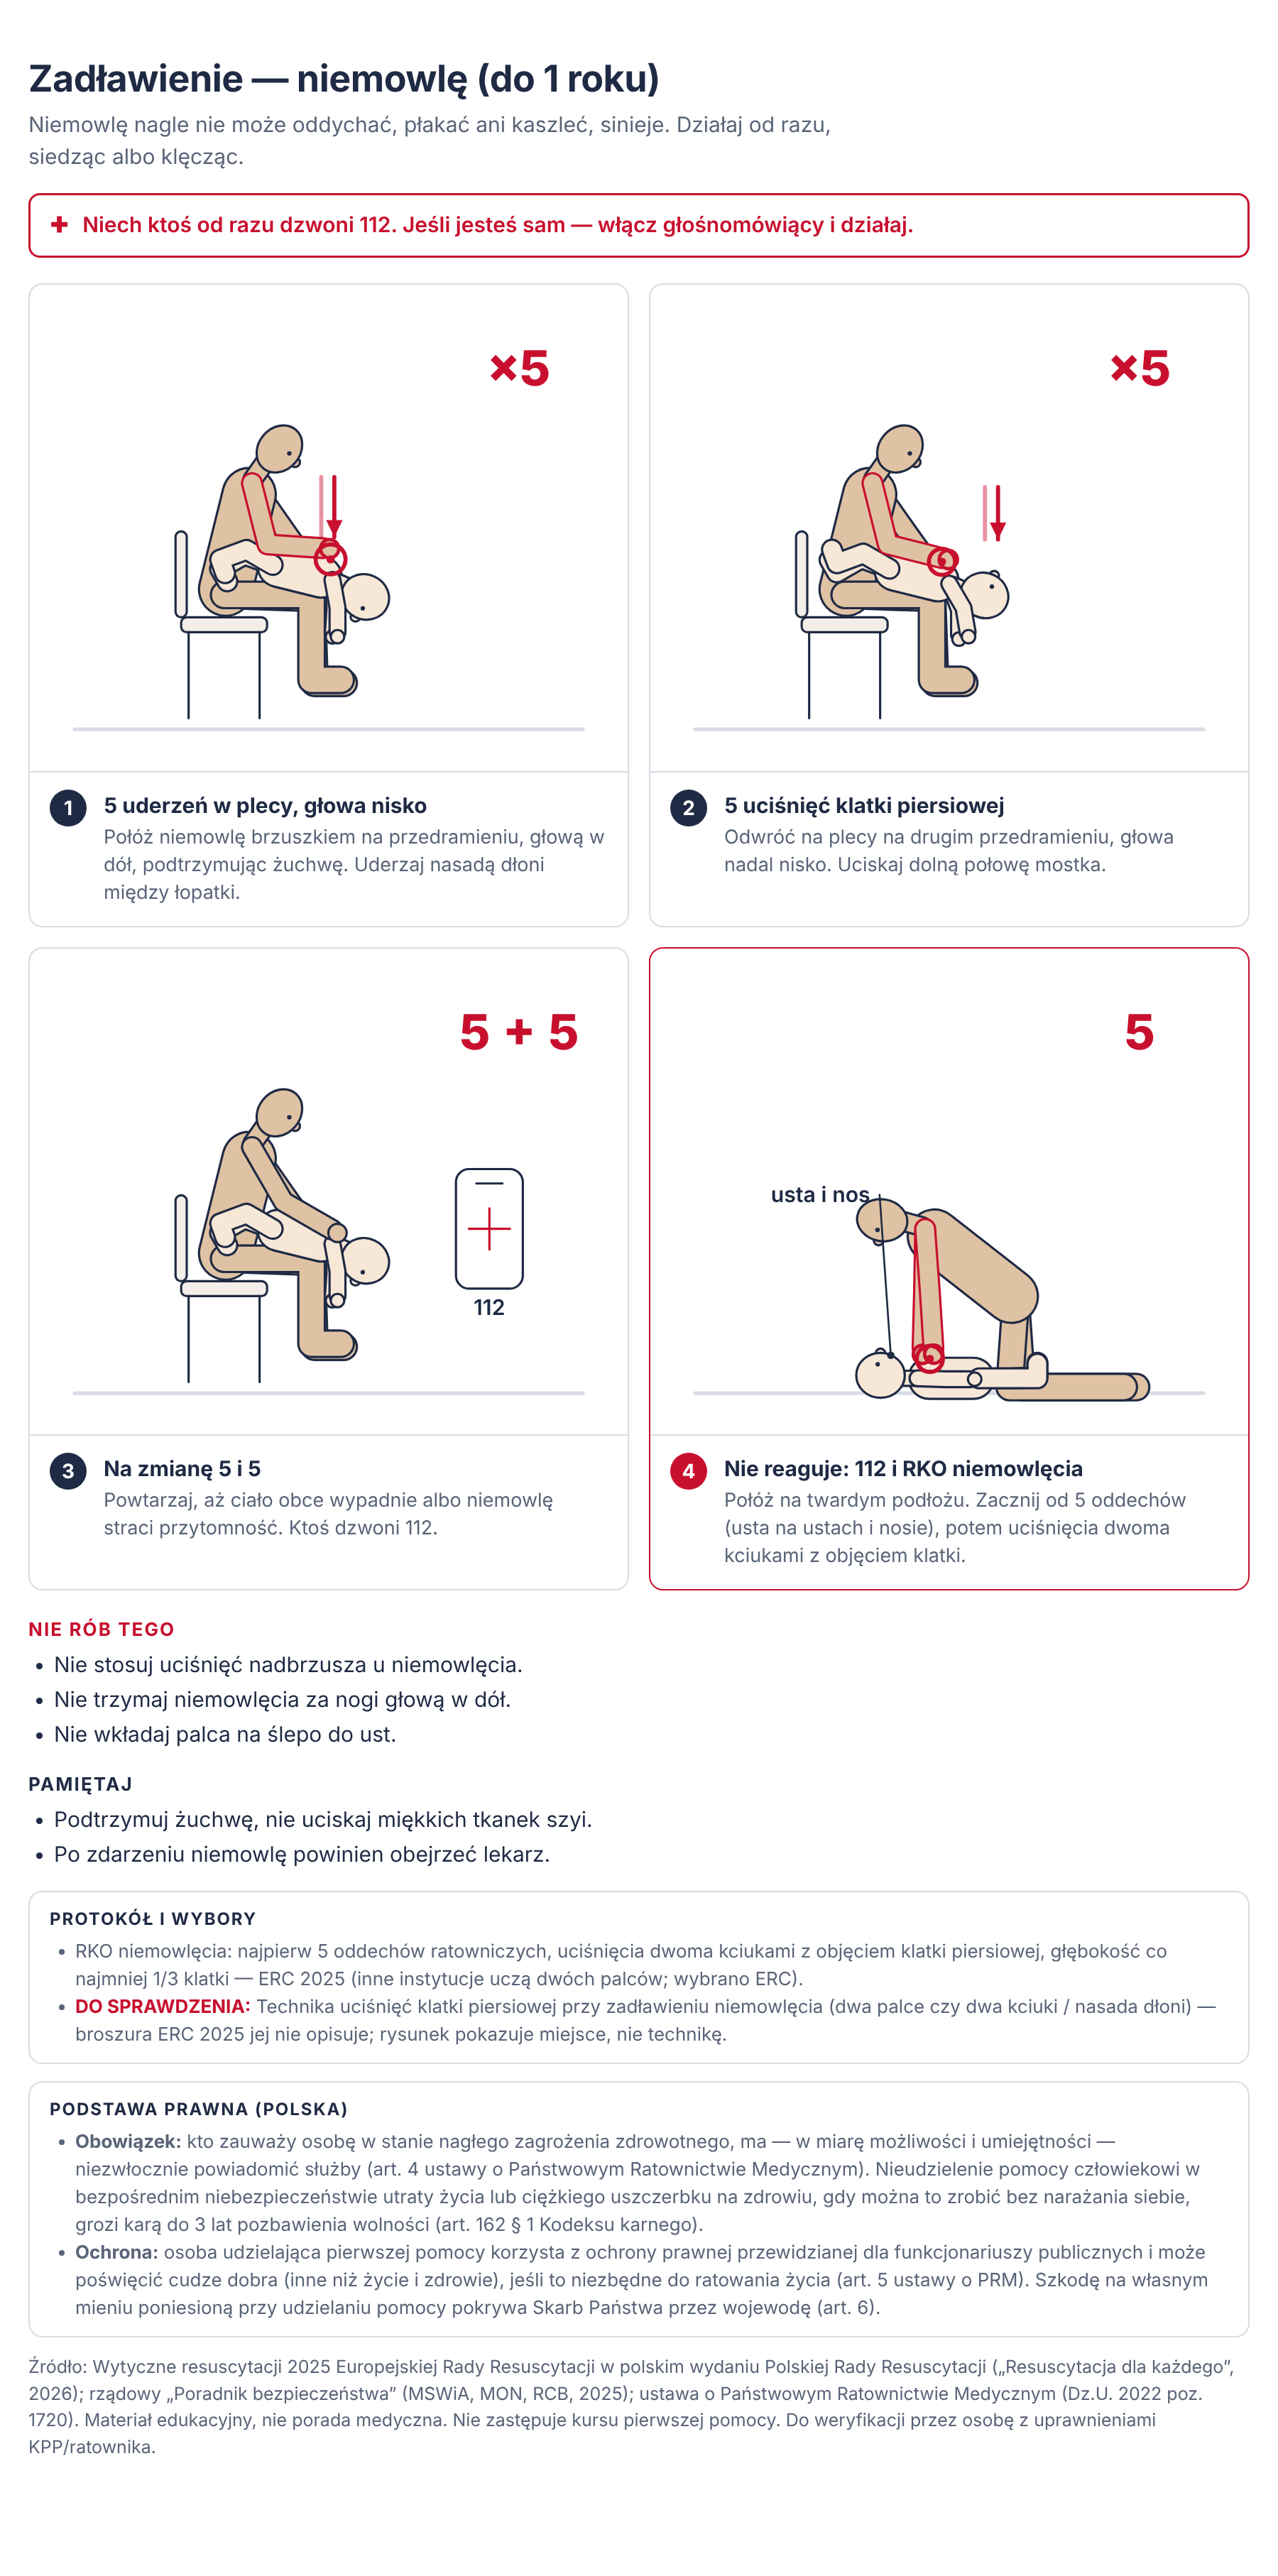 Zadławienie — niemowlę (do 1 roku)
Niemowlę nagle nie może oddychać, płakać ani kaszleć, sinieje. Działaj od razu,
siedząc albo klęcząc.
Niech ktoś od razu dzwoni 112. Jeśli jesteś sam — włącz głośnomówiący i działaj.
×5
×5
1
5 uderzeń w plecy, głowa nisko
Połóż niemowlę brzuszkiem na przedramieniu, głową w
dół, podtrzymując żuchwę. Uderzaj nasadą dłoni
między łopatki.
2
5 uciśnięć klatki piersiowej
Odwróć na plecy na drugim przedramieniu, głowa
nadal nisko. Uciskaj dolną połowę mostka.
5 + 5
112
5
usta i nos
3
Na zmianę 5 i 5
Powtarzaj, aż ciało obce wypadnie albo niemowlę
straci przytomność. Ktoś dzwoni 112.
4
Nie reaguje: 112 i RKO niemowlęcia
Połóż na twardym podłożu. Zacznij od 5 oddechów
(usta na ustach i nosie), potem uciśnięcia dwoma
kciukami z objęciem klatki.
NIE RÓB TEGO
• Nie stosuj uciśnięć nadbrzusza u niemowlęcia.
• Nie trzymaj niemowlęcia za nogi głową w dół.
• Nie wkładaj palca na ślepo do ust.
PAMIĘTAJ
• Podtrzymuj żuchwę, nie uciskaj miękkich tkanek szyi.
• Po zdarzeniu niemowlę powinien obejrzeć lekarz.
PROTOKÓŁ I WYBORY
• RKO niemowlęcia: najpierw 5 oddechów ratowniczych, uciśnięcia dwoma kciukami z objęciem klatki piersiowej, głębokość co
najmniej 1/3 klatki — ERC 2025 (inne instytucje uczą dwóch palców; wybrano ERC).
• DO SPRAWDZENIA: Technika uciśnięć klatki piersiowej przy zadławieniu niemowlęcia (dwa palce czy dwa kciuki / nasada dłoni) —
broszura ERC 2025 jej nie opisuje; rysunek pokazuje miejsce, nie technikę.
PODSTAWA PRAWNA (POLSKA)
• Obowiązek: kto zauważy osobę w stanie nagłego zagrożenia zdrowotnego, ma — w miarę możliwości i umiejętności —
niezwłocznie powiadomić służby (art. 4 ustawy o Państwowym Ratownictwie Medycznym). Nieudzielenie pomocy człowiekowi w
bezpośrednim niebezpieczeństwie utraty życia lub ciężkiego uszczerbku na zdrowiu, gdy można to zrobić bez narażania siebie,
grozi karą do 3 lat pozbawienia wolności (art. 162 § 1 Kodeksu karnego).
• Ochrona: osoba udzielająca pierwszej pomocy korzysta z ochrony prawnej przewidzianej dla funkcjonariuszy publicznych i może
poświęcić cudze dobra (inne niż życie i zdrowie), jeśli to niezbędne do ratowania życia (art. 5 ustawy o PRM). Szkodę na własnym
mieniu poniesioną przy udzielaniu pomocy pokrywa Skarb Państwa przez wojewodę (art. 6).
Źródło: Wytyczne resuscytacji 2025 Europejskiej Rady Resuscytacji w polskim wydaniu Polskiej Rady Resuscytacji („Resuscytacja dla każdego”,
2026); rządowy „Poradnik bezpieczeństwa” (MSWiA, MON, RCB, 2025); ustawa o Państwowym Ratownictwie Medycznym (Dz.U. 2022 poz.
1720). Materiał edukacyjny, nie porada medyczna. Nie zastępuje kursu pierwszej pomocy. Do weryfikacji przez osobę z uprawnieniami
KPP/ratownika.